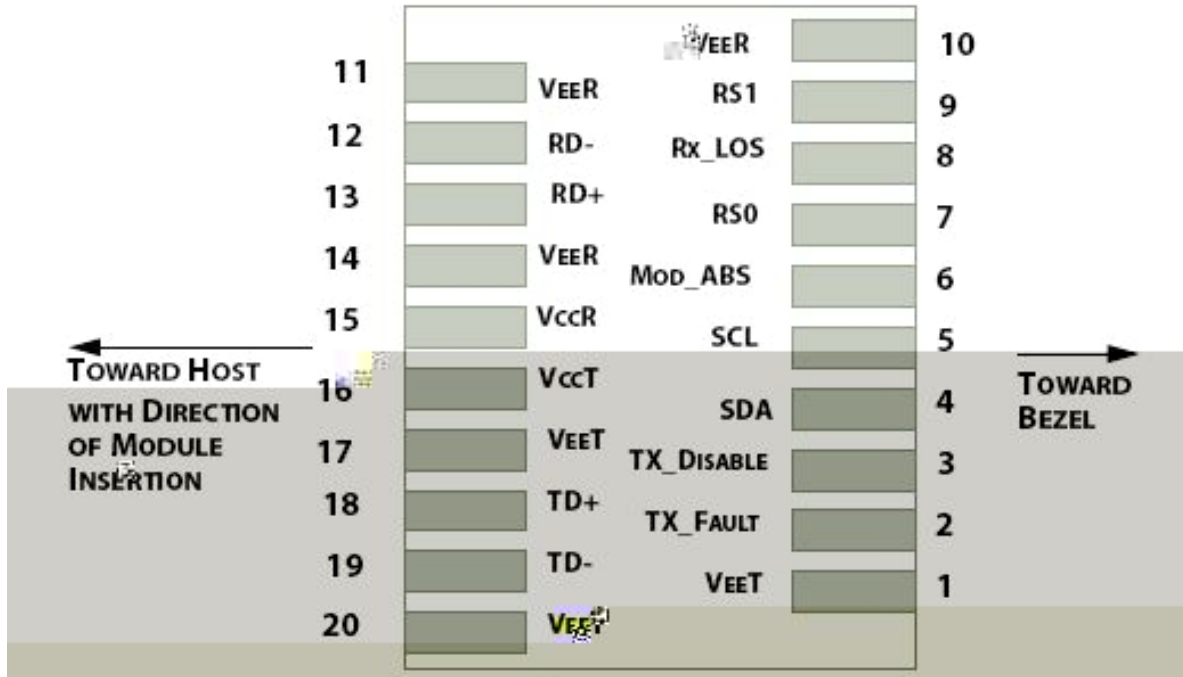 VEER 10
11 VEER
RS1 9
12 RD-
Rx_LOS 8
13 RD+
RS0 7
14 VEER
MOD_ABS 6
15 VCCR
SCL 5
TOWARD HOST
WITH DIRECTION
OF MODULE
INSERTION
16 VCCT
TOWARD
BEZEL
SDA 4
17 VEET
TX_DISABLE 3
18 TD+
TX_FAULT 2
19 TD-
VEET 1
20 VEET